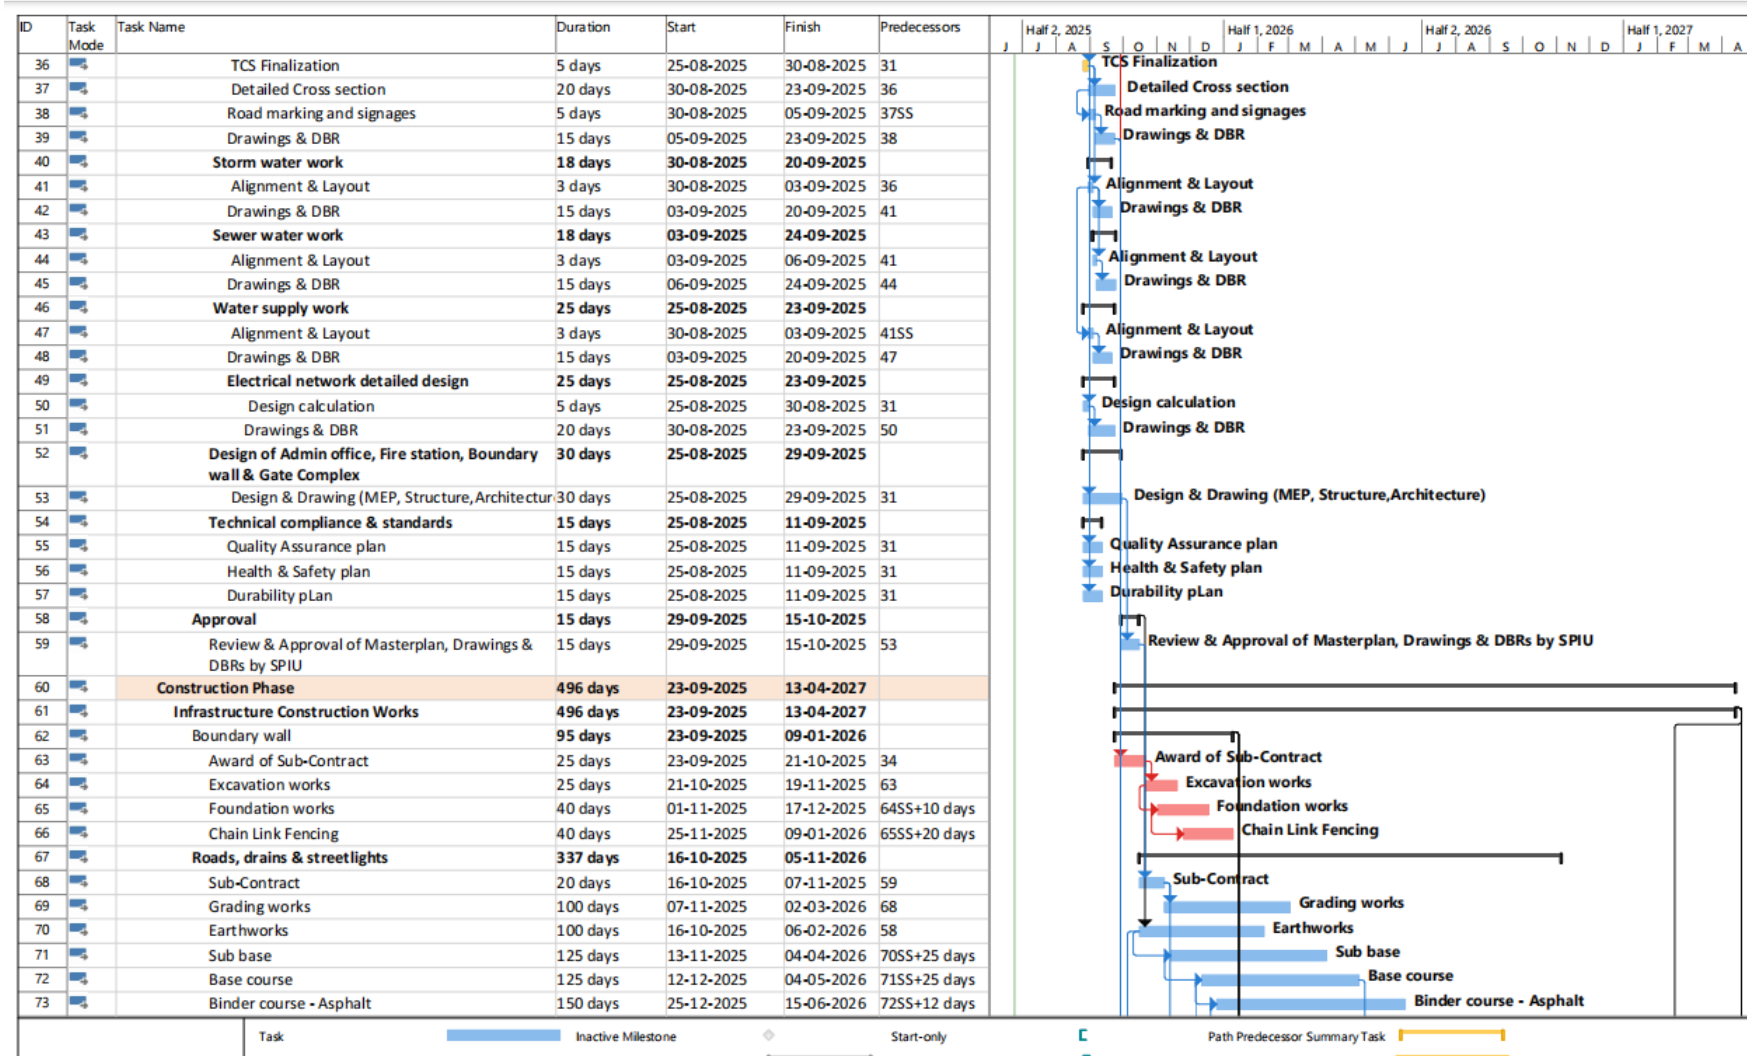 ID Task Mode Task Name Duration Start Finish Predecessors
Half 2, 2025 Half 1, 2026 Half 2, 2026 Half 1, 2027
J J A S O N D J F M A M J J A S O N D J F M A
36 TCS Finalization 5 days 25-08-2025 30-08-2025 31 TCS Finalization
37 Detailed Cross section 20 days 30-08-2025 23-09-2025 36 Detailed Cross section
38 Road marking and signages 5 days 30-08-2025 05-09-2025 37SS Road marking and signages
39 Drawings & DBR 15 days 05-09-2025 23-09-2025 38 Drawings & DBR
40 Storm water work 18 days 30-08-2025 20-09-2025
41 Alignment & Layout 3 days 30-08-2025 03-09-2025 36 Alignment & Layout
42 Drawings & DBR 15 days 03-09-2025 20-09-2025 41 Drawings & DBR
43 Sewer water work 18 days 03-09-2025 24-09-2025
44 Alignment & Layout 3 days 03-09-2025 06-09-2025 41 Alignment & Layout
45 Drawings & DBR 15 days 06-09-2025 24-09-2025 44 Drawings & DBR
46 Water supply work 25 days 25-08-2025 23-09-2025
47 Alignment & Layout 3 days 30-08-2025 03-09-2025 41SS Alignment & Layout
48 Drawings & DBR 15 days 03-09-2025 20-09-2025 47 Drawings & DBR
49 Electrical network detailed design 25 days 25-08-2025 23-09-2025
50 Design calculation 5 days 25-08-2025 30-08-2025 31 Design calculation
51 Drawings & DBR 20 days 30-08-2025 23-09-2025 50 Drawings & DBR
52 Design of Admin office, Fire station, Boundary 30 days 25-08-2025 29-09-2025
wall & Gate Complex
53 Design & Drawing (MEP, Structure,Architectur 30 days 25-08-2025 29-09-2025 31 Design & Drawing (MEP, Structure,Architecture)
54 Technical compliance & standards 15 days 25-08-2025 11-09-2025
55 Quality Assurance plan 15 days 25-08-2025 11-09-2025 31 Quality Assurance plan
56 Health & Safety plan 15 days 25-08-2025 11-09-2025 31 Health & Safety plan
57 Durability pLan 15 days 25-08-2025 11-09-2025 31 Durability pLan
58 Approval 15 days 29-09-2025 15-10-2025
59 Review & Approval of Masterplan, Drawings & 15 days 29-09-2025 15-10-2025 53 Review & Approval of Masterplan, Drawings & DBRs by SPIU
DBRs by SPIU
60 Construction Phase 496 days 23-09-2025 13-04-2027
61 Infrastructure Construction Works 496 days 23-09-2025 13-04-2027
62 Boundary wall 95 days 23-09-2025 09-01-2026
63 Award of Sub-Contract 25 days 23-09-2025 21-10-2025 34 Award of Sub-Contract
64 Excavation works 25 days 21-10-2025 19-11-2025 63 Excavation works
65 Foundation works 40 days 01-11-2025 17-12-2025 64SS+10 days Foundation works
66 Chain Link Fencing 40 days 25-11-2025 09-01-2026 65SS+20 days Chain Link Fencing
67 Roads, drains & streetlights 337 days 16-10-2025 05-11-2026
68 Sub-Contract 20 days 16-10-2025 07-11-2025 59 Sub-Contract
69 Grading works 100 days 07-11-2025 02-03-2026 68 Grading works
70 Earthworks 100 days 16-10-2025 06-02-2026 58 Earthworks
71 Sub base 125 days 13-11-2025 04-04-2026 70SS+25 days Sub base
72 Base course 125 days 12-12-2025 04-05-2026 71SS+25 days Base course
73 Binder course - Asphalt 150 days 25-12-2025 15-06-2026 72SS+12 days Binder course - Asphalt
Task Inactive Milestone Start-only Path Predecessor Summary Task